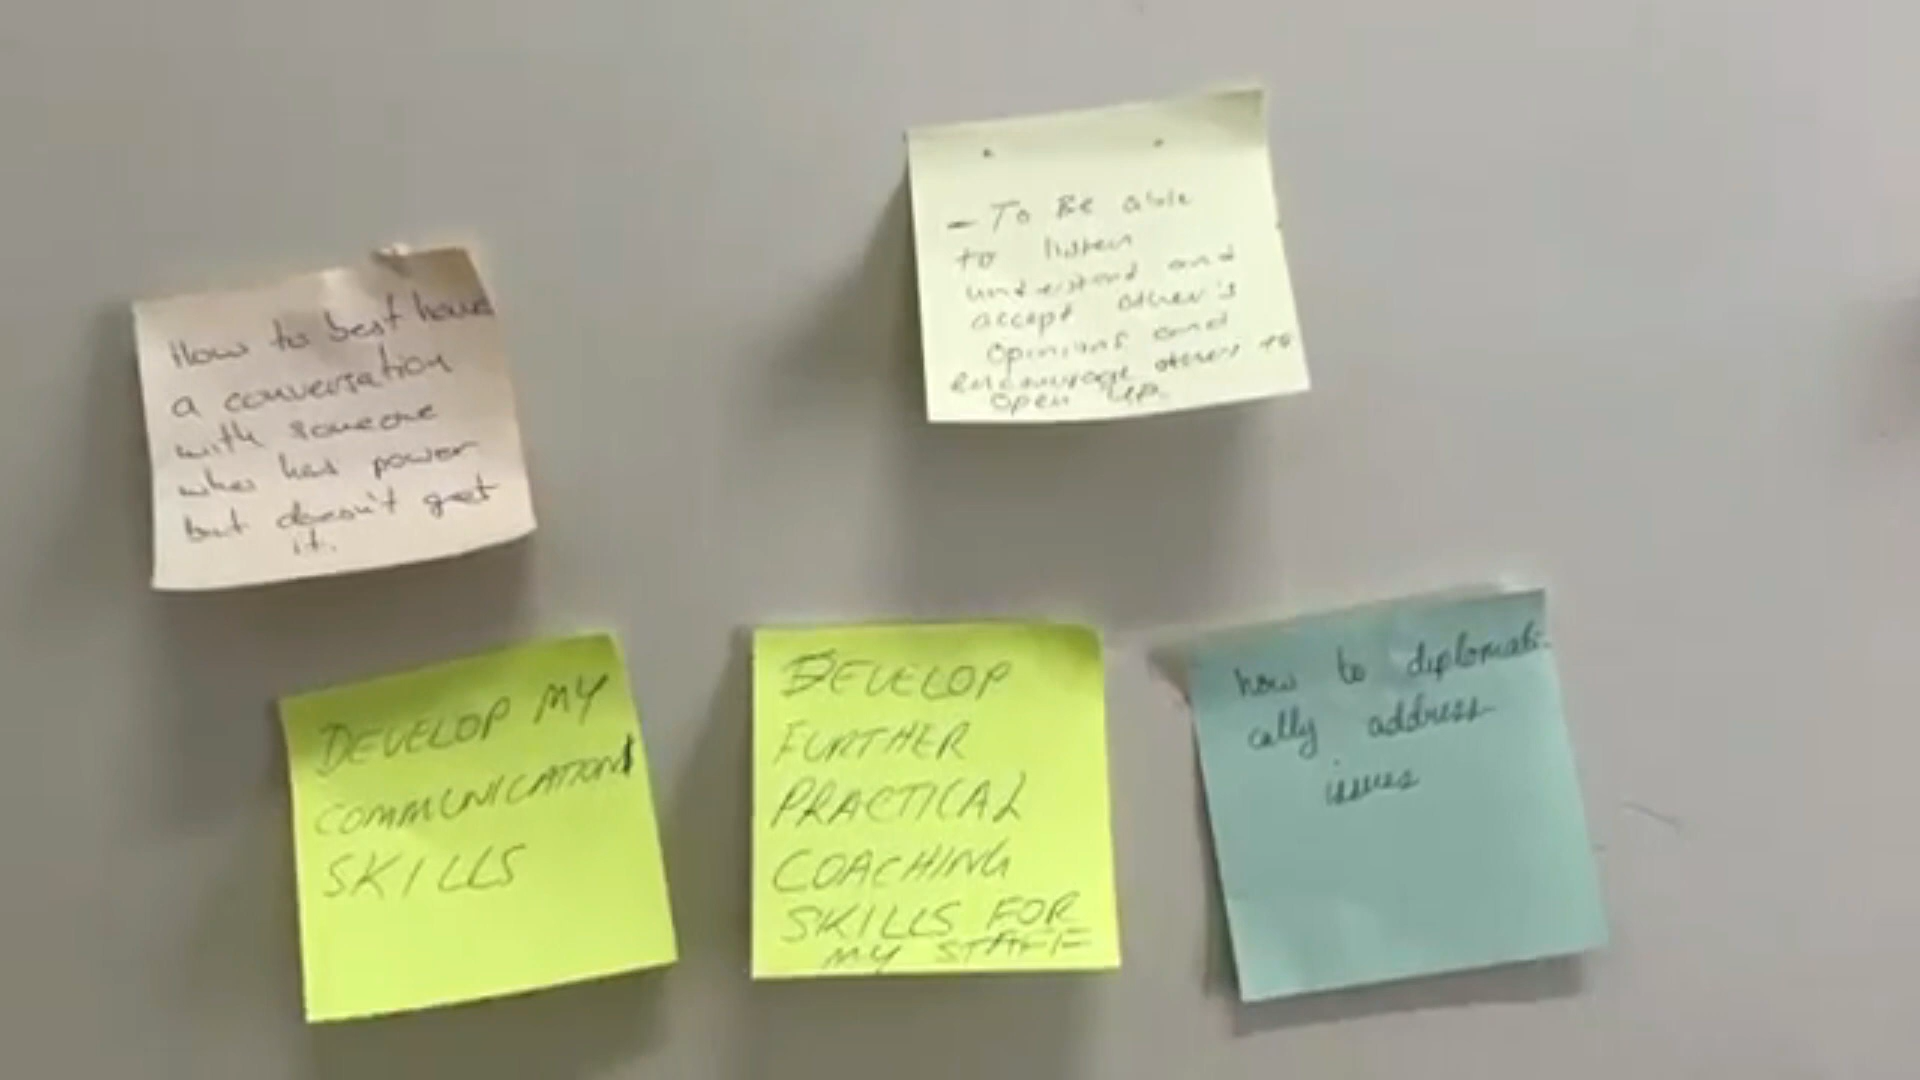 How to best have
a conversation
with someone
who has power
but doesn't get
it.
- To Be able
to listen
understand and
accept other's
opinions and
encourage others to
open up.
DEVELOP MY
COMMUNICATIONS
SKILLS
DEVELOP
FURTHER
PRACTICAL
COACHING
SKILLS FOR
MY STAFF
how to diplomati-
cally address
issues